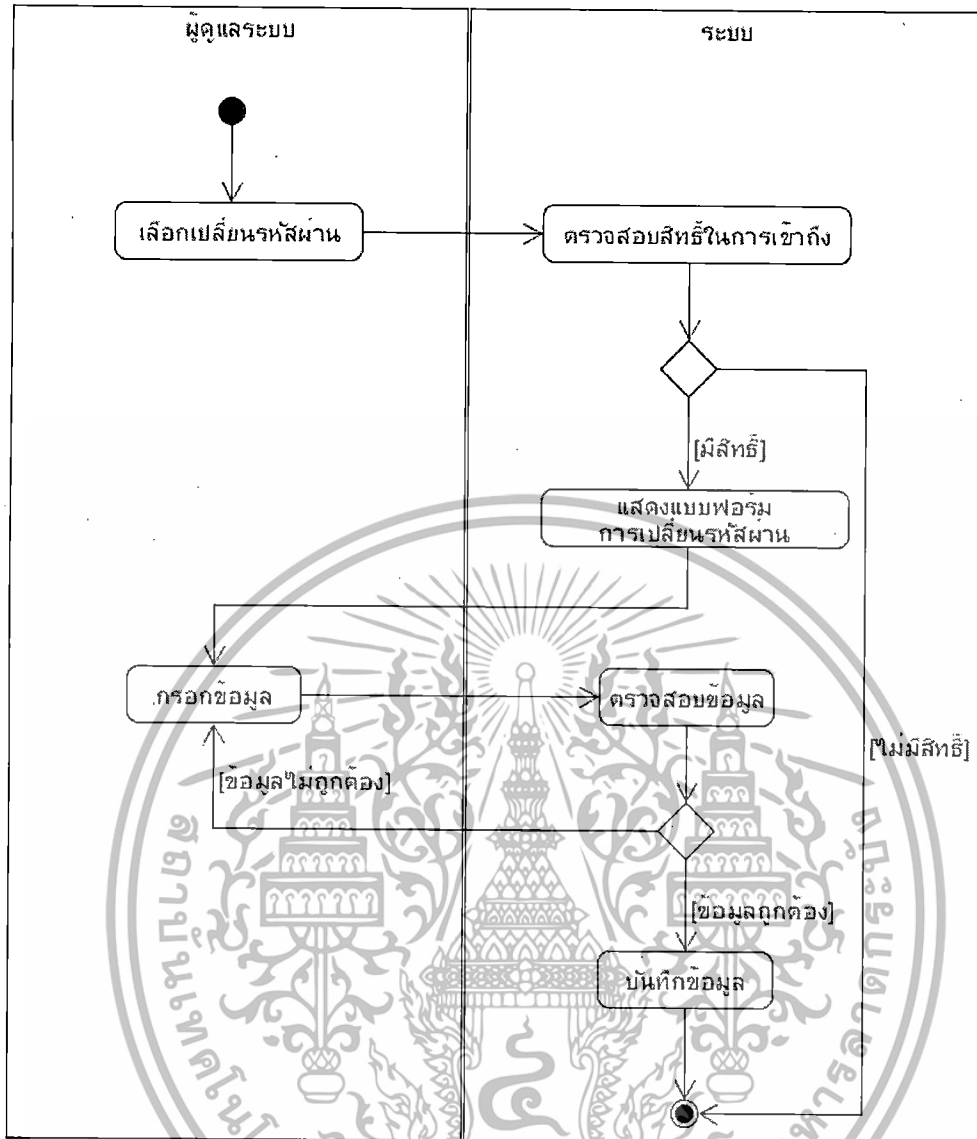 ผู้ดูแลระบบ
ระบบ
เลือกเปลี่ยนรหัสผ่าน
ตรวจสอบสิทธิ์ในการเข้าถึง
[มีสิทธิ์]
แสดงแบบฟอร์ม
การเปลี่ยนรหัสผ่าน
กรอกข้อมูล
ตรวจสอบข้อมูล
[ไม่มีสิทธิ์]
[ข้อมูลไม่ถูกต้อง]
[ข้อมูลถูกต้อง]
บันทึกข้อมูล